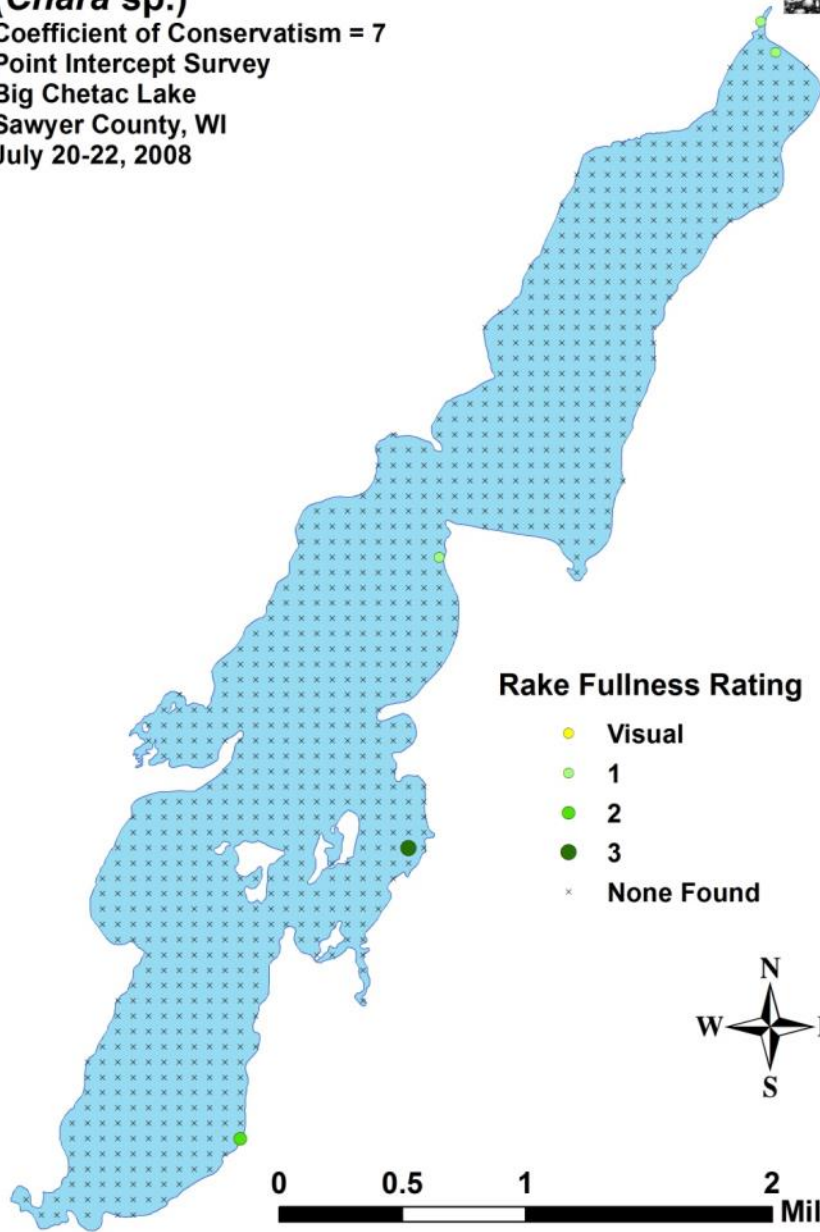 (Chara sp.)
Coefficient of Conservatism = 7
Point Intercept Survey
Big Chetac Lake
Sawyer County, WI
July 20-22, 2008
Rake Fullness Rating
Visual
1
2
3
None Found
N
W
S
0 0.5 1 2